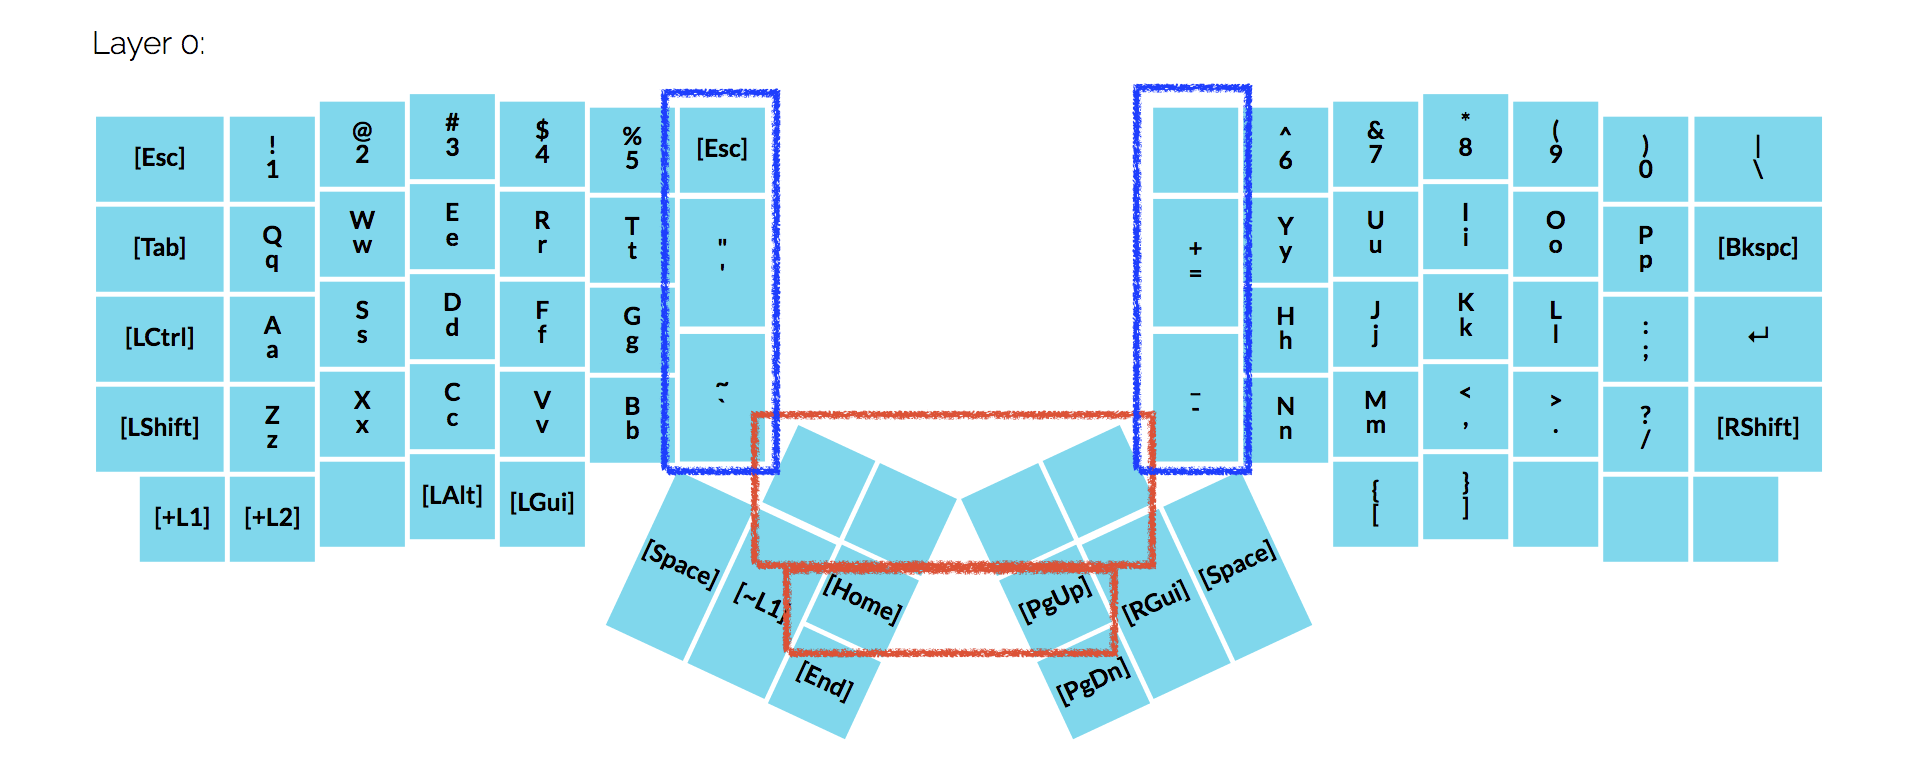 Layer 0:
[Esc] ! @ # $ % [Esc] ^ & * ( ) |
1 2 3 4 5 6 7 8 9 0 \
[Tab] Q W E R T " + Y U I O P [Bkspc]
q w e r t ' = y u i o p
[LCtrl] A S D F G H J K L : ↵
a s d f g h j k l ;
[LShift] Z X C V B ~ _ N M < > ? [RShift]
z x c v b ` - n m , . /
[+L1] [+L2] [LAlt] [LGui] { }
[ ]
[Space] [~L1] [Home] [PgUp] [RGui] [Space]
[End] [PgDn]